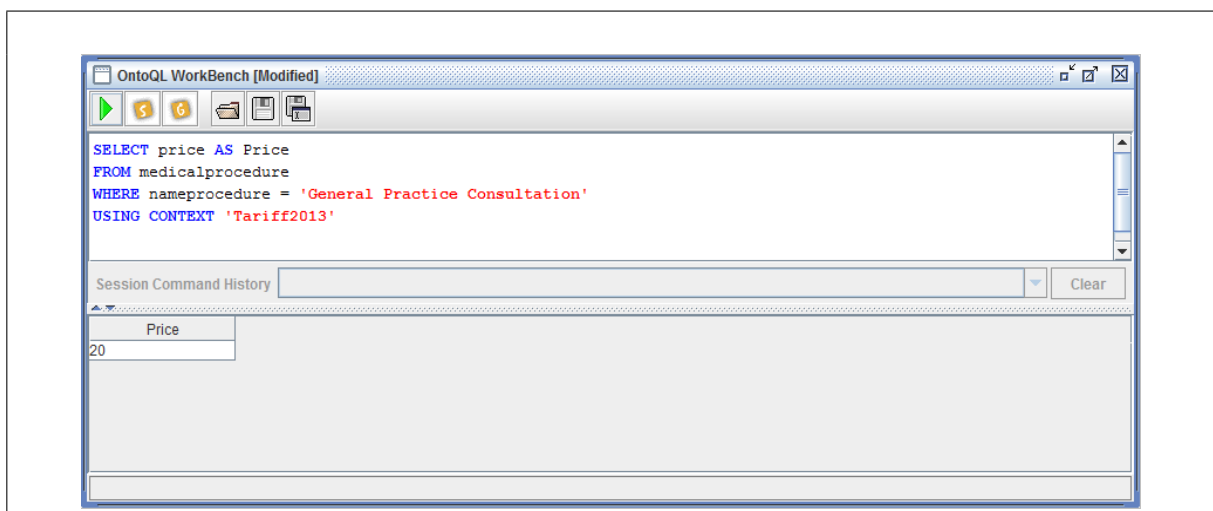 OntoQL WorkBench [Modified]
S G
SELECT price AS Price
FROM medicalprocedure
WHERE nameprocedure = 'General Practice Consultation'
USING CONTEXT 'Tariff2013'
Session Command History Clear
Price
20